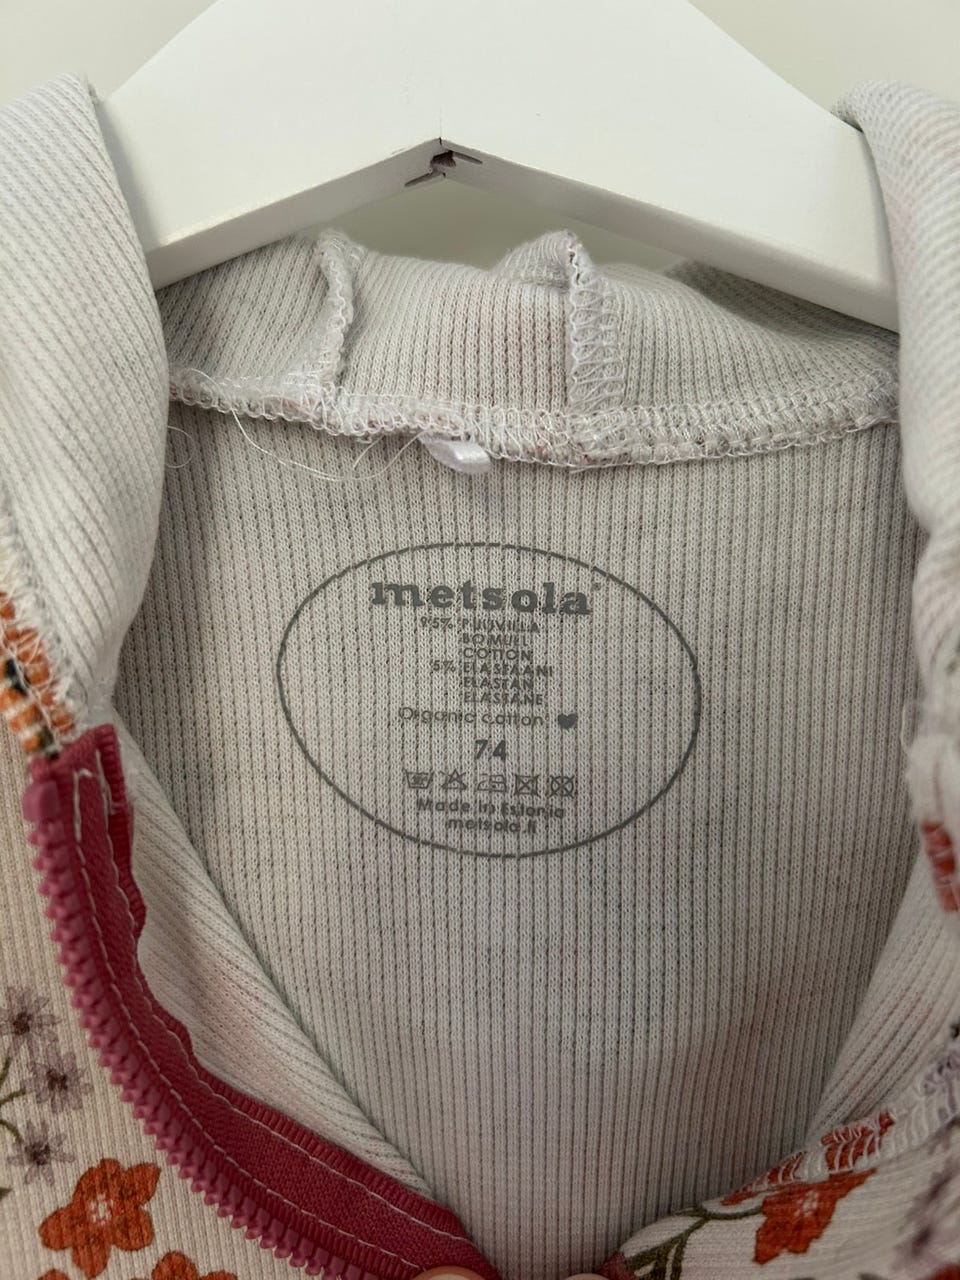 metsola
95% PUUVILLA
BOMULL
COTTON
5% ELASTAANI
ELASTAN
ELASTANE
Organic cotton
74
Made in Estonia
metsola.fi